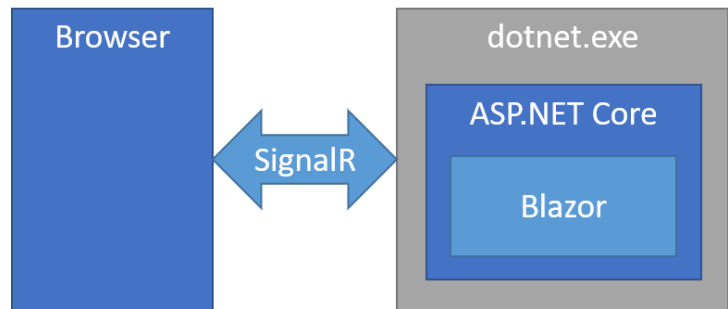 Browser
dotnet.exe
ASP.NET Core
SignalR
Blazor